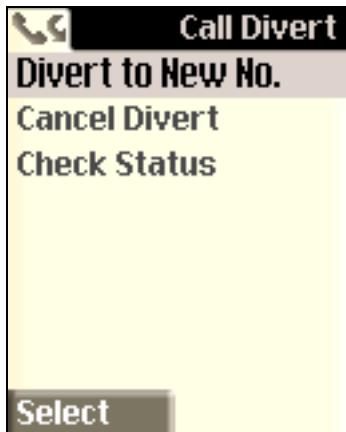 Call Divert
Divert to New No.
Cancel Divert
Check Status
Select